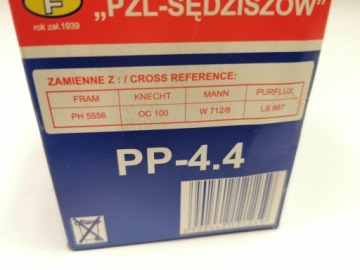 F
„PZL-SĘDZISZÓW”
rok zał.1939
ZAMIENNE Z : / CROSS REFERENCE:
FRAM KNECHT MANN PURFLUX
PH 5556 OC 100 W 712/8 LS 867
PP-4.4